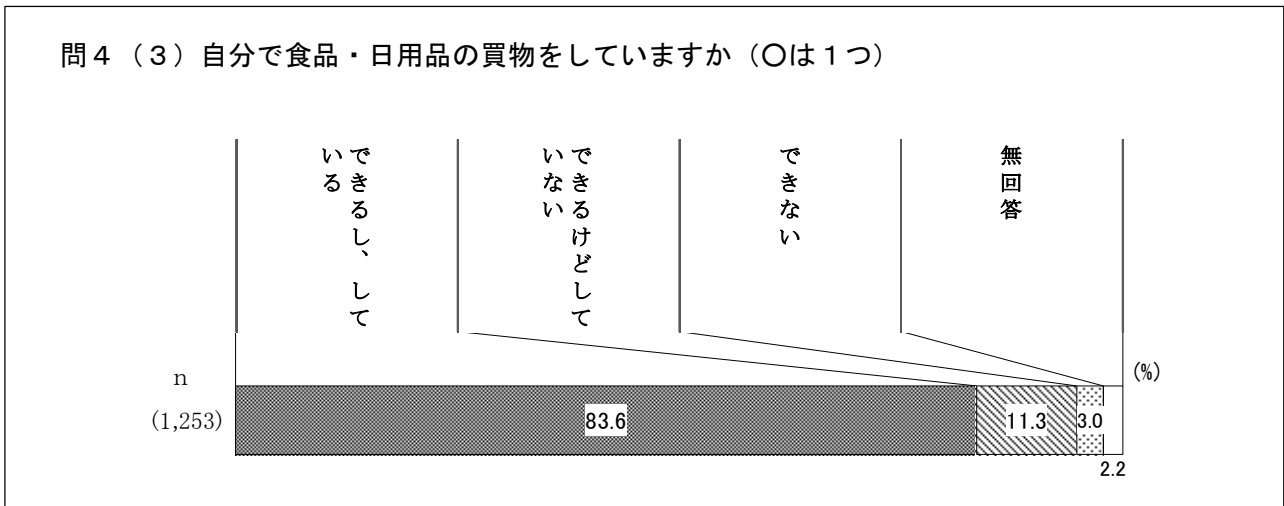 問4（3）自分で食品・日用品の買物をしていますか（○は1つ）
できるし、して
いる
できるけどして
いない
できない
無回答
(%)
n
(1,253)
83.6
11.3
3.0
2.2